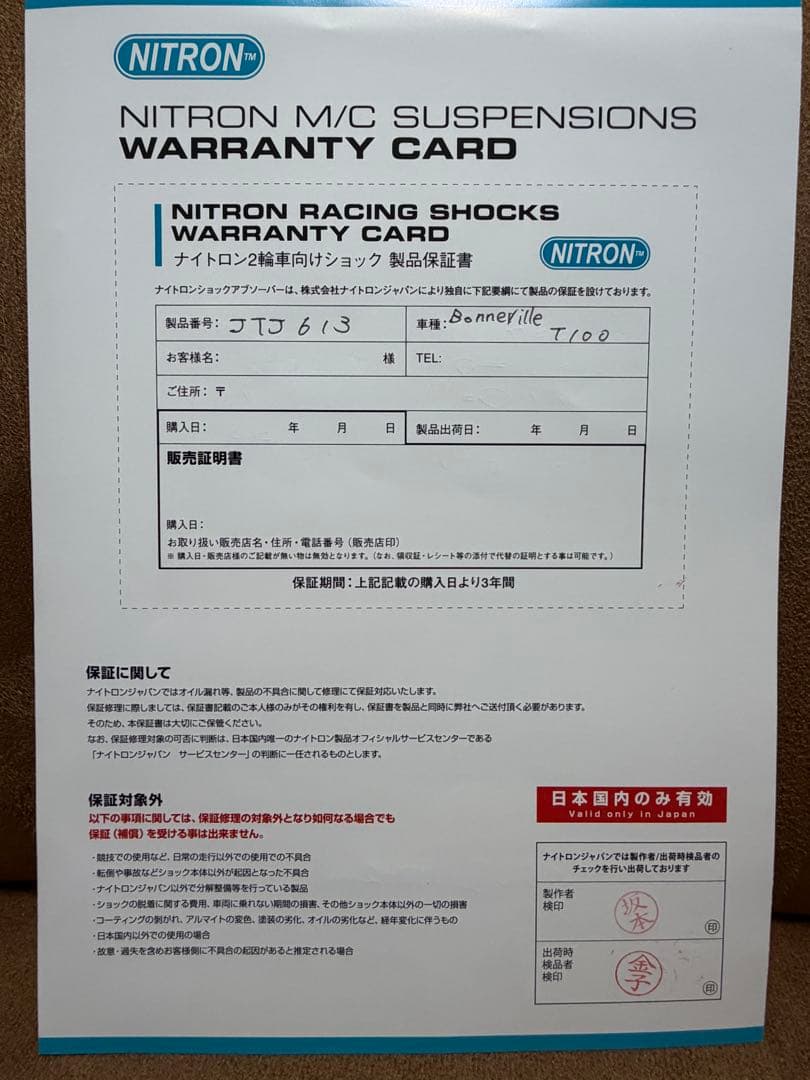 NITRON™
NITRON M/C SUSPENSIONS
WARRANTY CARD
NITRON RACING SHOCKS
WARRANTY CARD
ナイトロン2輪車向けショック 製品保証書
NITRON™
ナイトロンショックアブソーバーは、株式会社ナイトロンジャパンにより独自に下記要綱にて製品の保証を設けております。
製品番号: JTJ613 車種: Bonneville T100
お客様名: 様 TEL:
ご住所: 〒
購入日: 年 月 日 製品出荷日: 年 月 日
販売証明書
購入日:
お取り扱い販売店名・住所・電話番号(販売店印)
※ 購入日・販売店様のご記載が無い物は無効となります。(なお、領収証・レシート等の添付で代替の証明とする事は可能です。)
保証期間:上記記載の購入日より3年間
保証に関して
ナイトロンジャパンではオイル漏れ等、製品の不具合に関して修理にて保証対応いたします。
保証修理に際しましては、保証書記載のご本人様のみがその権利を有し、保証書を製品と同時に弊社へご送付頂く必要があります。
そのため、本保証書は大切にご保管ください。
なお、保証修理対象の可否に判断は、日本国内唯一のナイトロン製品オフィシャルサービスセンターである
「ナイトロンジャパン サービスセンター」の判断に一任されるものとします。
保証対象外
以下の事項に関しては、保証修理の対象外となり如何なる場合でも
保証(補償)を受ける事は出来ません。
・競技での使用など、日常の走行以外での使用での不具合
・転倒や事故などショック本体以外が起因となった不具合
・ナイトロンジャパン以外で分解整備等を行っている製品
・ショックの脱着に関する費用、車両に乗れない期間の損害、その他ショック本体以外の一切の損害
・コーティングの剝がれ、アルマイトの変色、塗装の劣化、オイルの劣化など、経年変化に伴うもの
・日本国内以外での使用の場合
・故意・過失を含めお客様側に不具合の起因があると推定される場合
日本国内のみ有効
Valid only in Japan
ナイトロンジャパンでは製作者/出荷時検品者の
チェックを行い出荷しております
製作者
検印
坂本
印
出荷時
検品者
検印
金子
印